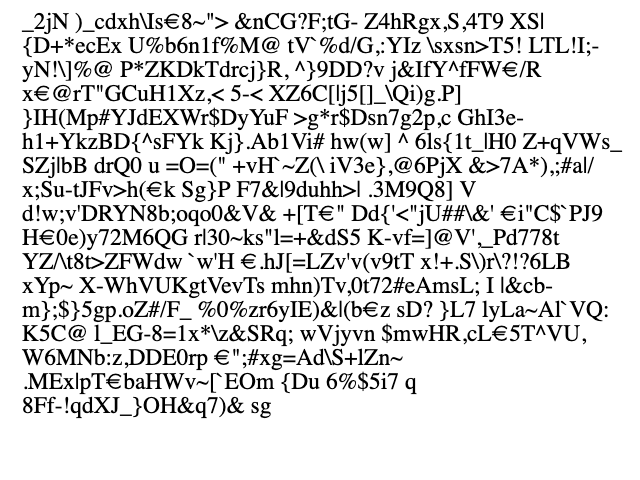 _2jN )_cdxh\Is€8~"> &nCG?F;tG- Z4hRgx,S,4T9 XS|
{D+*ecEx U%b6n1f%M@ tV`%d/G,:YIz \sxsn>T5! LTL!I;-
yN!\]%@ P*ZKDkTdrcj}R, ^}9DD?v j&IfY^fFW€/R
x€@rT"GCuH1Xz,< 5-< XZ6C[|j5[]_\Qi)g.P]
}IH(Mp#YJdEXWr$DyYuF >g*r$Dsn7g2p,c GhI3e-
h1+YkzBD{^sFYk Kj}.Ab1Vi# hw(w] ^ 6ls{1t_|H0 Z+qVWs_
SZj|bB drQ0 u =O=(" +vH`~Z(\ iV3e},@6PjX &>7A*),;#a|/
x;Su-tJFv>h(€k Sg}P F7&|9duhh>| .3M9Q8] V
d!w;v'DRYN8b;oqo0&V& +[T€" Dd{'<"jU##\&' €i"C$`PJ9
H€0e)y72M6QG r|30~ks"l=+&dS5 K-vf=]@V',_Pd778t
YZ/\t8t>ZFWdw `w'H €.hJ[=LZv'v(v9tT x!+.S\)r\?!?6LB
xYp~ X-WhVUKgtVevTs mhn)Tv,0t72#eAmsL; I |&cb-
m};$}5gp.oZ#/F_ %0%zr6yIE)&|(b€z sD? }L7 lyLa~Al`VQ:
K5C@ l_EG-8=1x*\z&SRq; wVjyvn $mwHR,cL€5T^VU,
W6MNb:z,DDE0rp €";#xg=Ad\S+lZn~
.MEx|pT€baHWv~[`EOm {Du 6%$5i7 q
8Ff-!qdXJ_}OH&q7)& sg